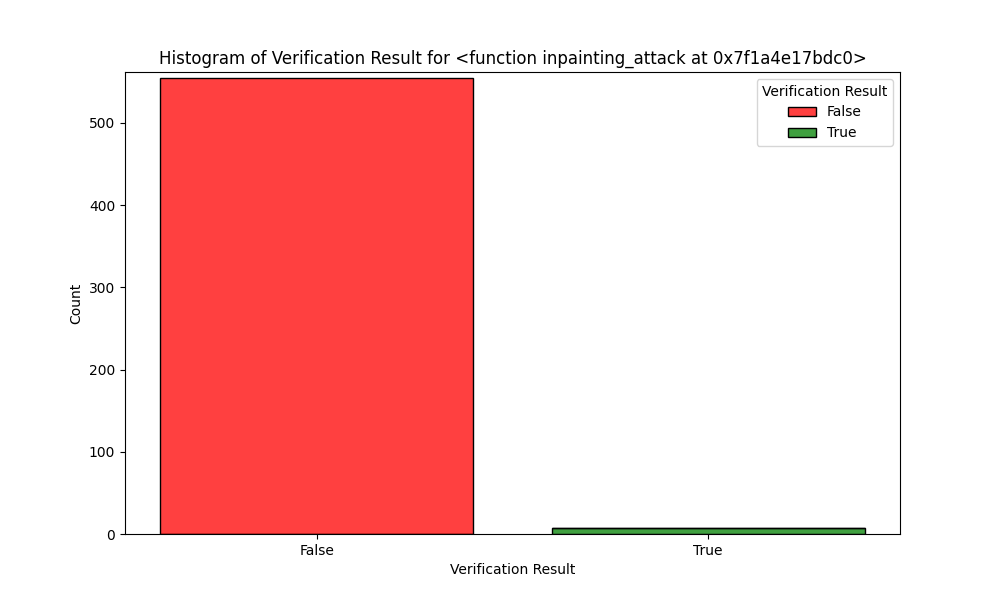 Histogram of Verification Result for <function inpainting_attack at 0x7f1a4e17bdc0>
Verification Result
False
True
500
400
300
200
100
0
Count
False
True
Verification Result